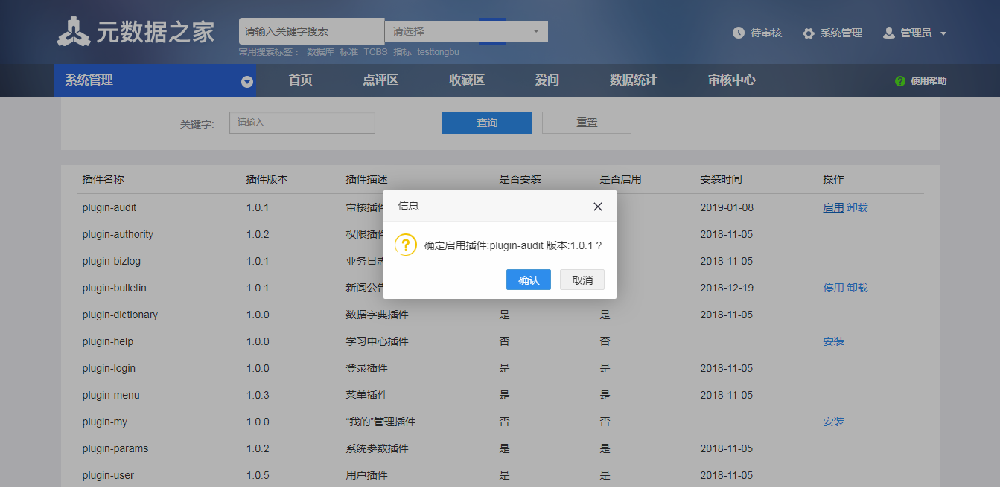 元数据之家
请输入关键字搜索 请选择
待审核 系统管理 管理员
常用搜索标签： 数据库 标准 TCBS 指标 testtongbu
系统管理 首页 点评区 收藏区 爱问 数据统计 审核中心 使用帮助
关键字: 请输入 查询 重置
插件名称 插件版本 插件描述 是否安装 是否启用 安装时间 操作
plugin-audit 1.0.1 审核插件 2019-01-08 启用 卸载
plugin-authority 1.0.2 权限插件 2018-11-05
plugin-bizlog 1.0.1 业务日志 2018-11-05
plugin-bulletin 1.0.1 新闻公告 2018-12-19 停用 卸载
信息
确定启用插件:plugin-audit 版本:1.0.1？
确认 取消
plugin-dictionary 1.0.0 数据字典插件 是 是 2018-11-05
plugin-help 1.0.0 学习中心插件 否 否 安装
plugin-login 1.0.0 登录插件 是 是 2018-11-05
plugin-menu 1.0.3 菜单插件 是 是 2018-11-05
plugin-my 1.0.0 “我的”管理插件 否 否 安装
plugin-params 1.0.2 系统参数插件 是 是 2018-11-05
plugin-user 1.0.5 用户插件 是 是 2018-11-05